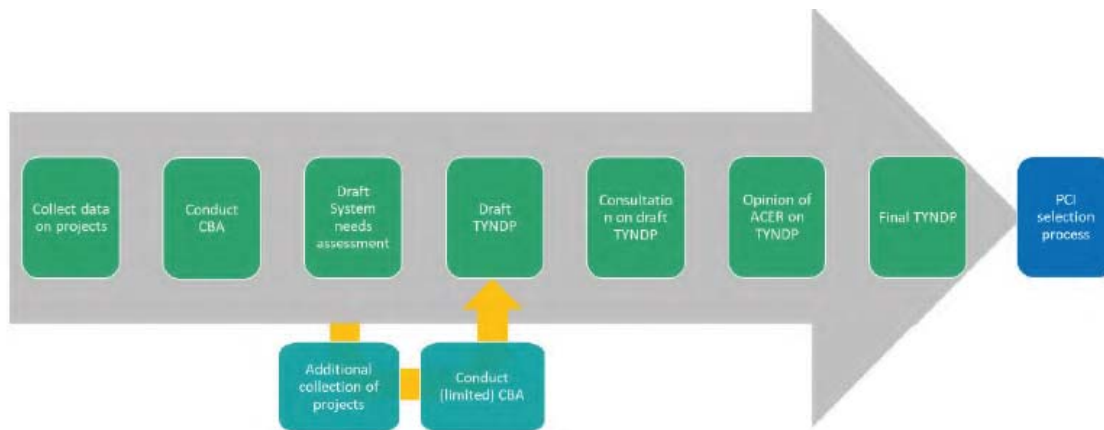 Collect data
on projects
Conduct
CBA
Draft
System
needs
assessment
Draft
TYNDP
Consultatio
n on draft
TYNDP
Opinion of
ACER on
TYNDP
Final TYNDP
PCI
selection
process
Additional
collection of
projects
Conduct
(limited) CBA